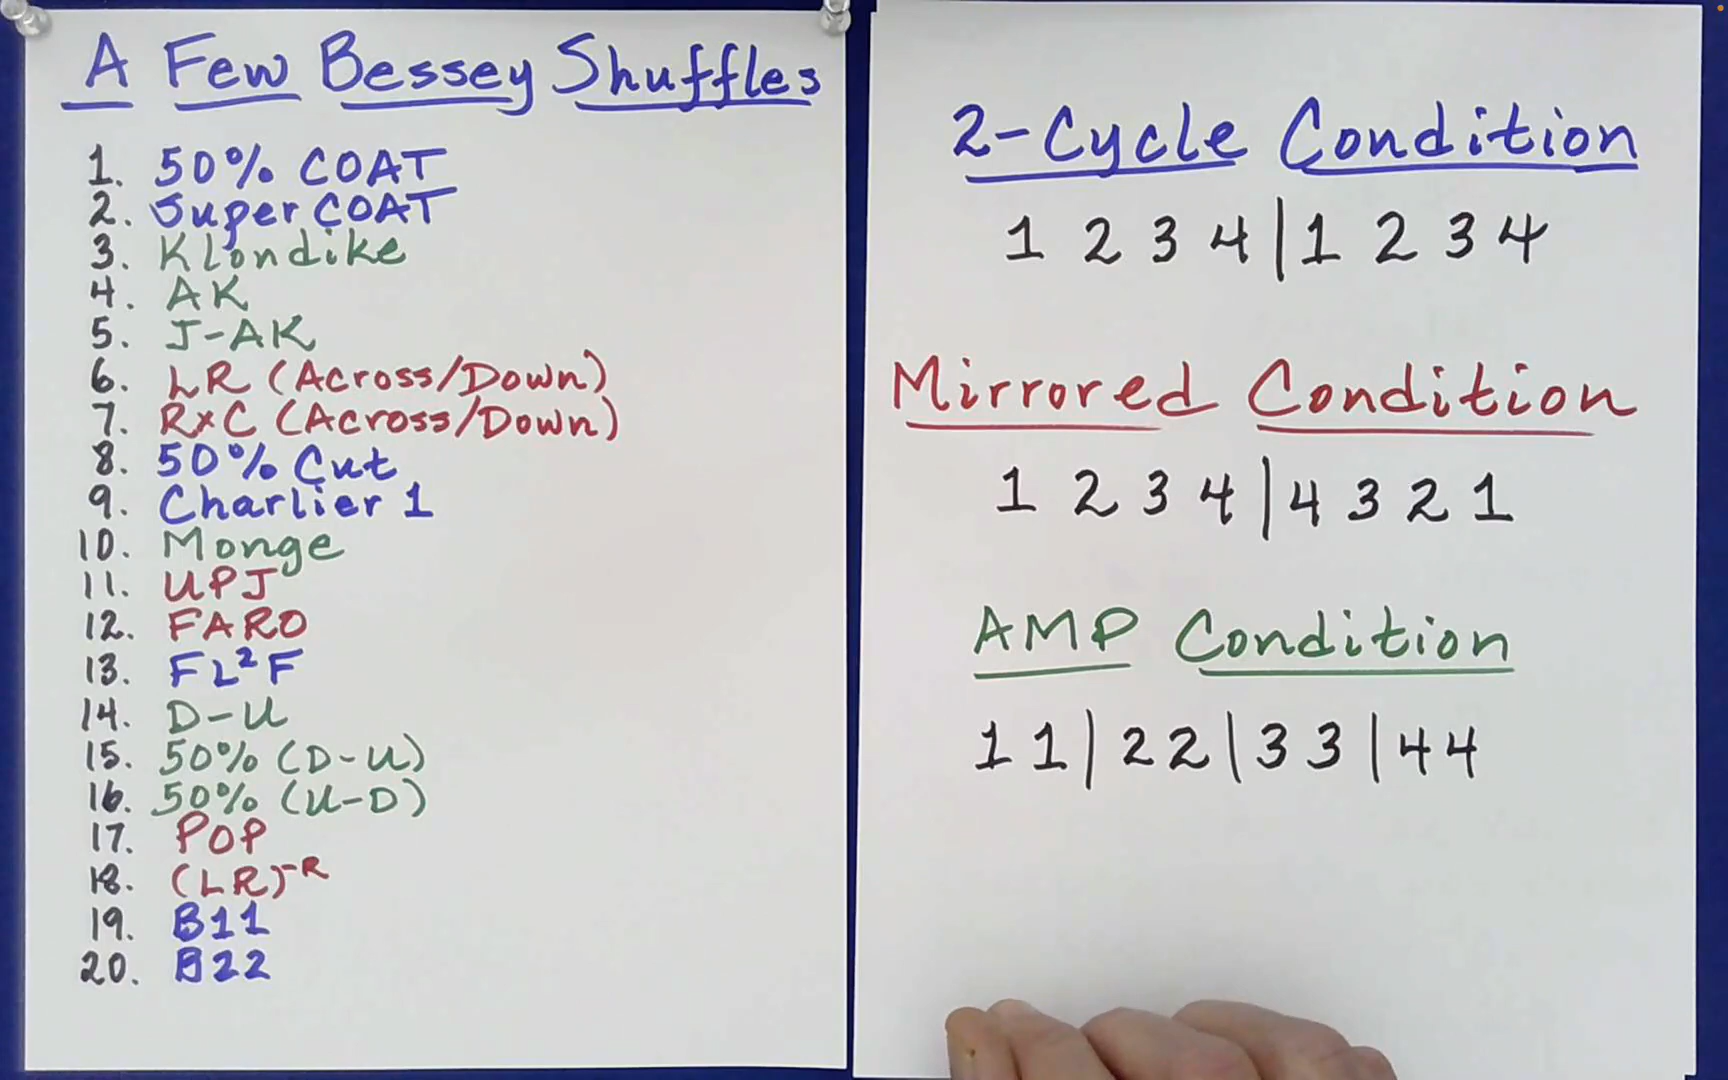 A Few Bessey Shuffles
1. 50% COAT
2. Super COAT
3. Klondike
4. AK
5. J-AK
6. LR (Across/Down)
7. RxC (Across/Down)
8. 50% Cut
9. Charlier 1
10. Monge
11. UPJ
12. FARO
13. FL²F
14. D-U
15. 50% (D-U)
16. 50% (U-D)
17. POP
18. (LR)⁻ᴿ
19. B11
20. B22
2-Cycle Condition
1 2 3 4 | 1 2 3 4
Mirrored Condition
1 2 3 4 | 4 3 2 1
AMP Condition
1 1 | 2 2 | 3 3 | 4 4